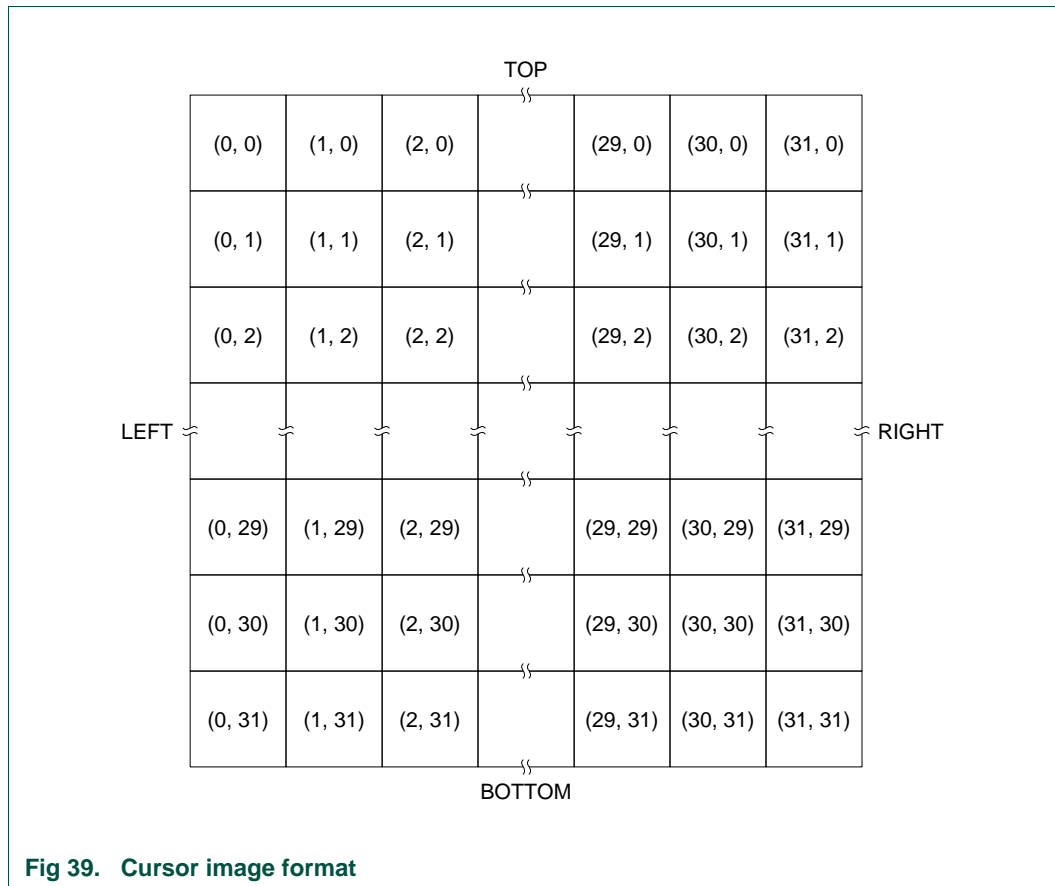 TOP
(0, 0) (1, 0) (2, 0) (29, 0) (30, 0) (31, 0)
(0, 1) (1, 1) (2, 1) (29, 1) (30, 1) (31, 1)
(0, 2) (1, 2) (2, 2) (29, 2) (30, 2) (31, 2)
LEFT RIGHT
(0, 29) (1, 29) (2, 29) (29, 29) (30, 29) (31, 29)
(0, 30) (1, 30) (2, 30) (29, 30) (30, 30) (31, 30)
(0, 31) (1, 31) (2, 31) (29, 31) (30, 31) (31, 31)
BOTTOM
Fig 39. Cursor image format